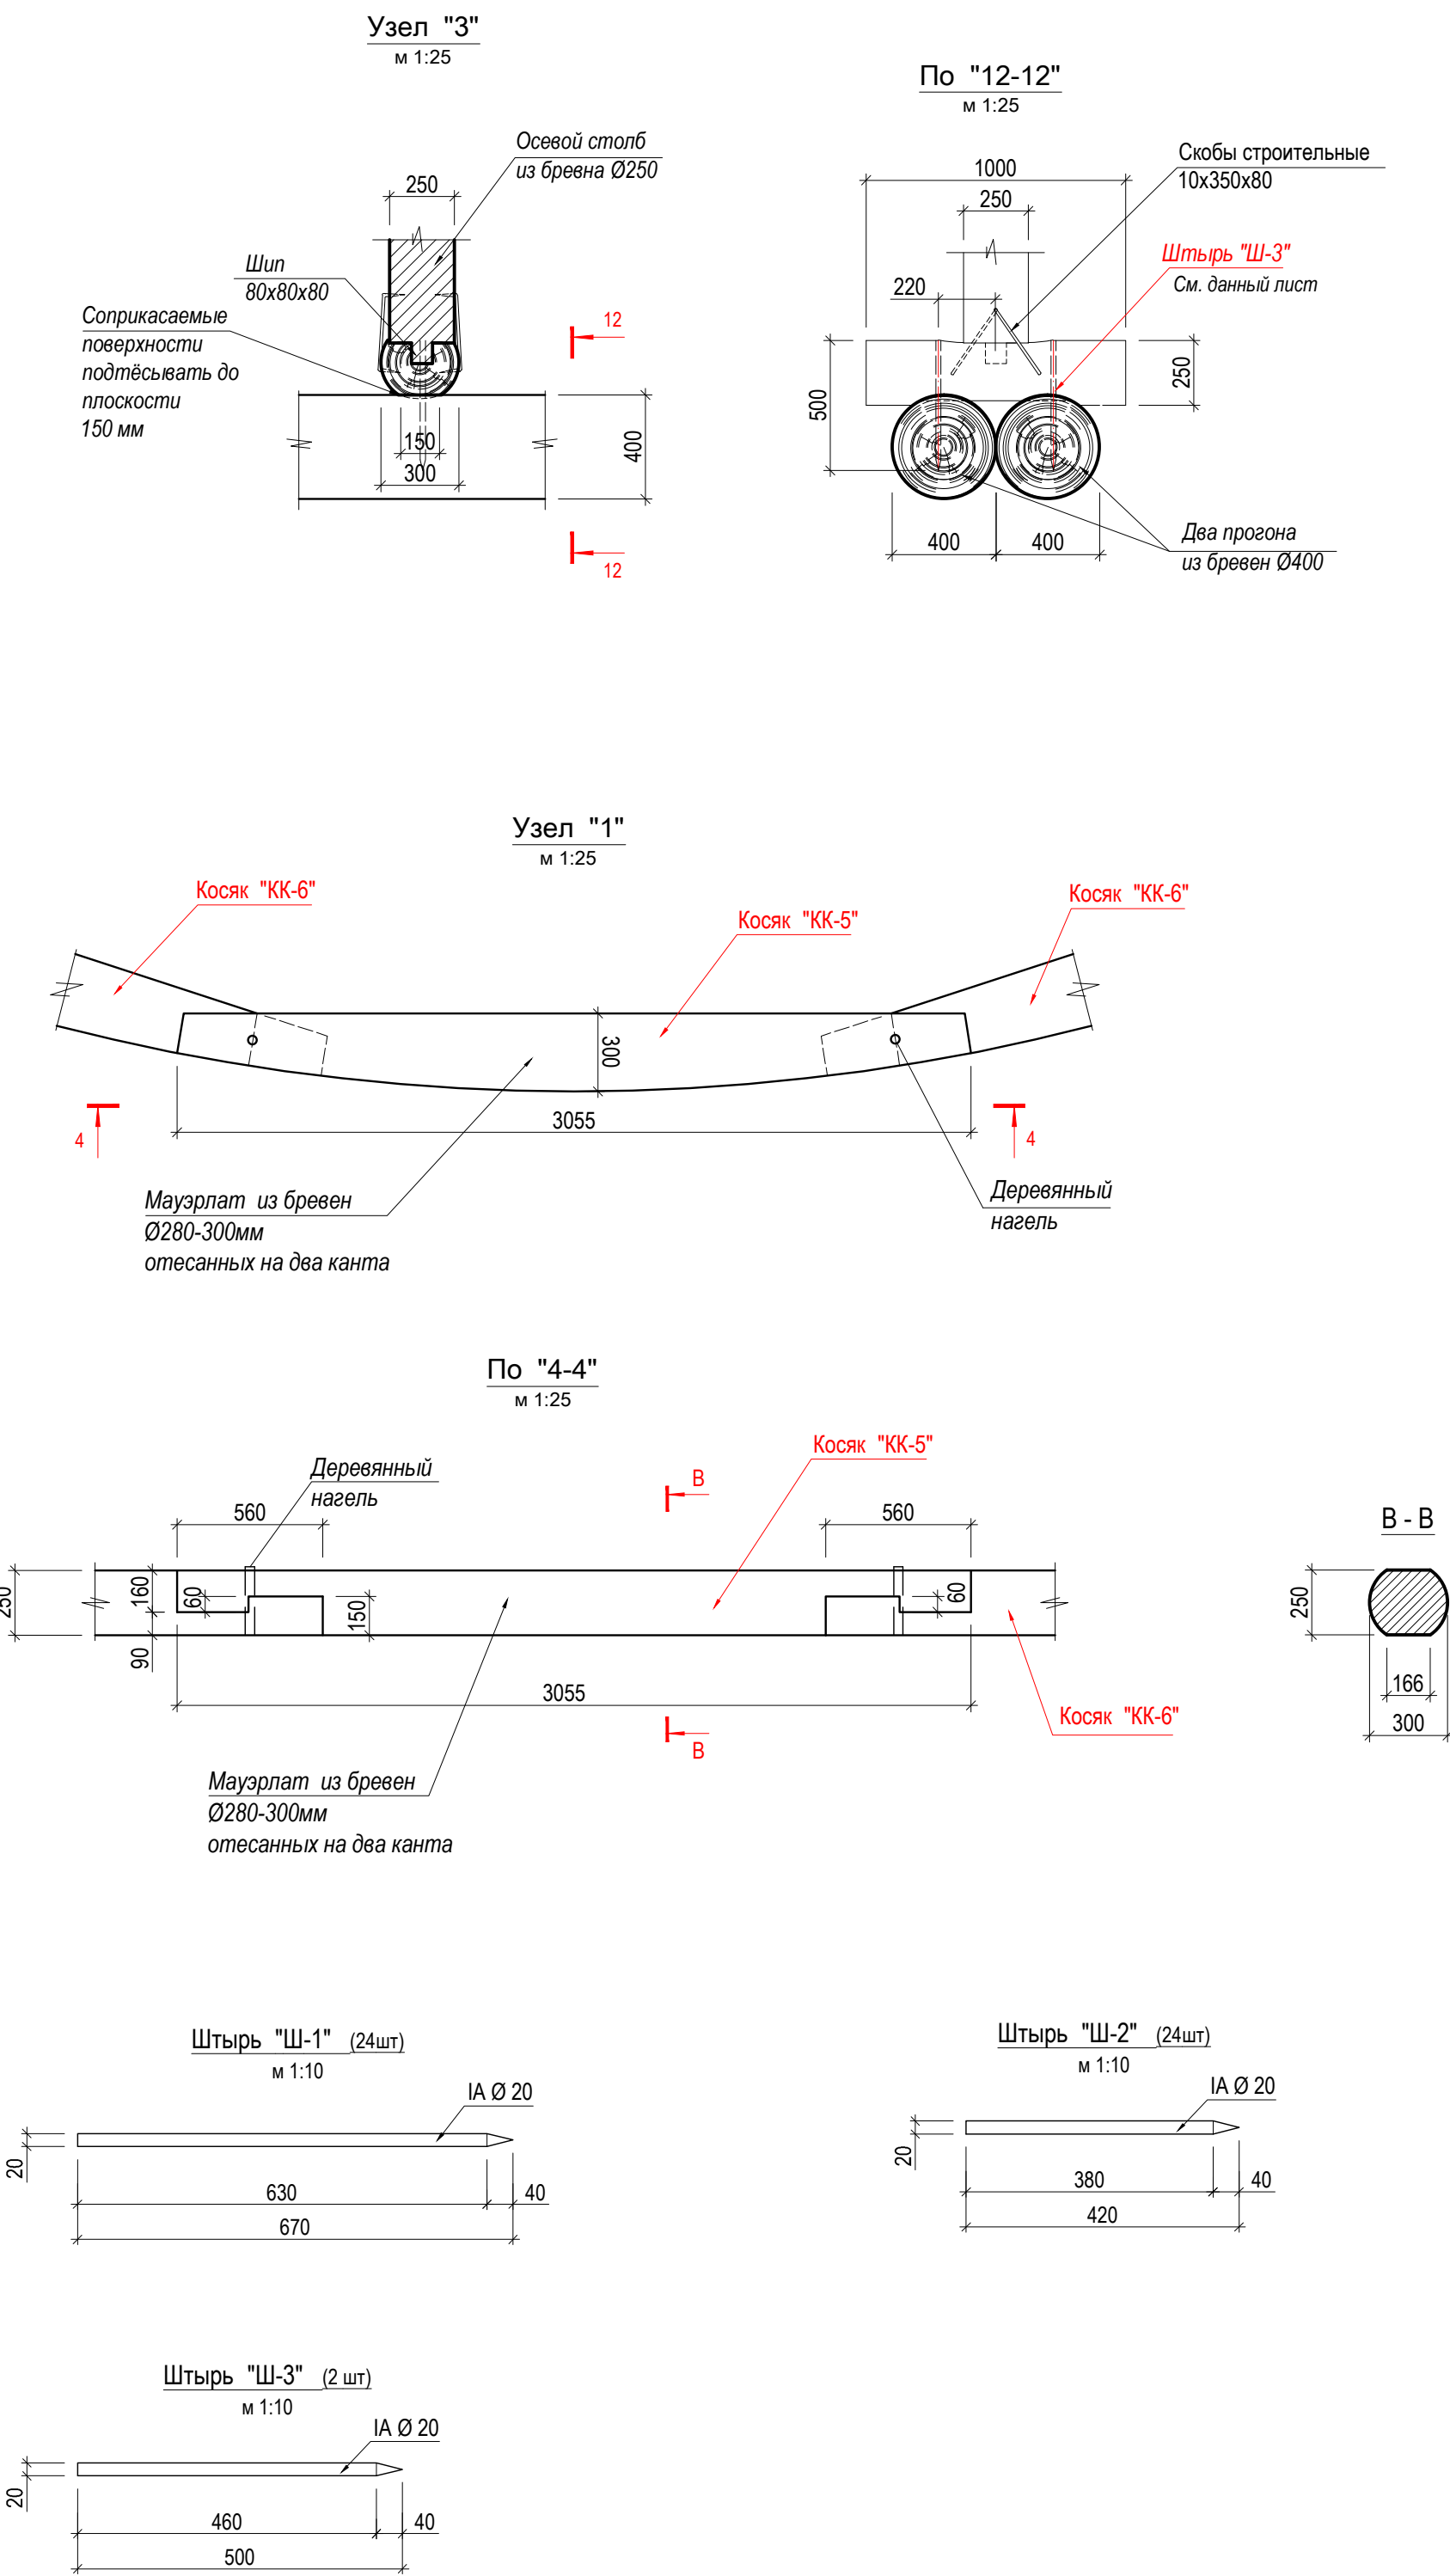 Узел "3"
м 1:25
Осевой столб
из бревна Ø250
250
Шип
80х80х80
Соприкасаемые
поверхности
подтёсывать до
плоскости
150 мм
12
150
300
400
12
По "12-12"
м 1:25
Скобы строительные
10х350х80
1000
250
Штырь "Ш-3"
См. данный лист
220
500
250
400
400
Два прогона
из бревен Ø400
Узел "1"
м 1:25
Косяк "КК-6"
Косяк "КК-5"
Косяк "КК-6"
300
3055
4
4
Мауэрлат из бревен
Ø280-300мм
отесанных на два канта
Деревянный
нагель
По "4-4"
м 1:25
Косяк "КК-5"
Деревянный
нагель
В
560
560
250
160
60
150
60
90
3055
Косяк "КК-6"
В
Мауэрлат из бревен
Ø280-300мм
отесанных на два канта
В - В
250
166
300
Штырь "Ш-1" (24шт)
м 1:10
IA Ø 20
20
630
40
670
Штырь "Ш-2" (24шт)
м 1:10
IA Ø 20
20
380
40
420
Штырь "Ш-3" (2 шт)
м 1:10
IA Ø 20
20
460
40
500